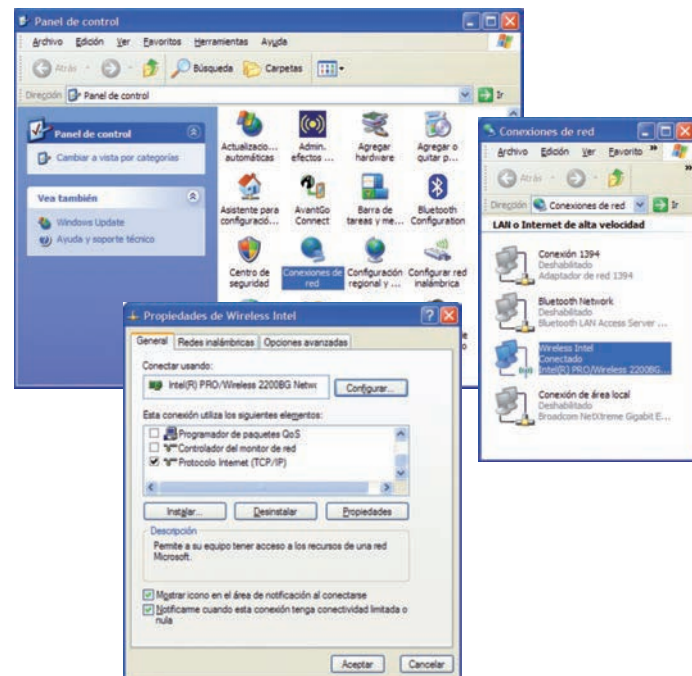 Panel de control
Archivo Edición Ver Favoritos Herramientas Ayuda
Atrás Búsqueda Carpetas
Dirección Panel de control Ir
Panel de control
Cambiar a vista por categorías
Vea también
Windows Update
Ayuda y soporte técnico
Actualizacio... automáticas
Admin. efectos ...
Agregar hardware
Agregar o quitar p...
Asistente para configuració...
AvantGo Connect
Barra de tareas y me...
Bluetooth Configuration
Centro de seguridad
Conexiones de red
Configuración regional y ...
Configurar red inalámbrica
Conexiones de red
Archivo Edición Ver Favorito »
Atrás »
Dirección Conexiones de red Ir
LAN o Internet de alta velocidad
Conexión 1394
Deshabilitado
Adaptador de red 1394
Bluetooth Network
Deshabilitado
Bluetooth LAN Access Server ...
Wireless Intel
Conectado
Intel(R) PRO/Wireless 2200BG...
Conexión de área local
Deshabilitado
Broadcom NetXtreme Gigabit E...
Propiedades de Wireless Intel
General Redes inalámbricas Opciones avanzadas
Conectar usando:
Intel(R) PRO/Wireless 2200BG Netwc
Configurar...
Esta conexión utiliza los siguientes elementos:
Programador de paquetes QoS
Controlador del monitor de red
Protocolo Internet (TCP/IP)
Instalar... Desinstalar Propiedades
Descripción
Permite a su equipo tener acceso a los recursos de una red
Microsoft.
Mostrar icono en el área de notificación al conectarse
Notificarme cuando esta conexión tenga conectividad limitada o
nula
Aceptar Cancelar